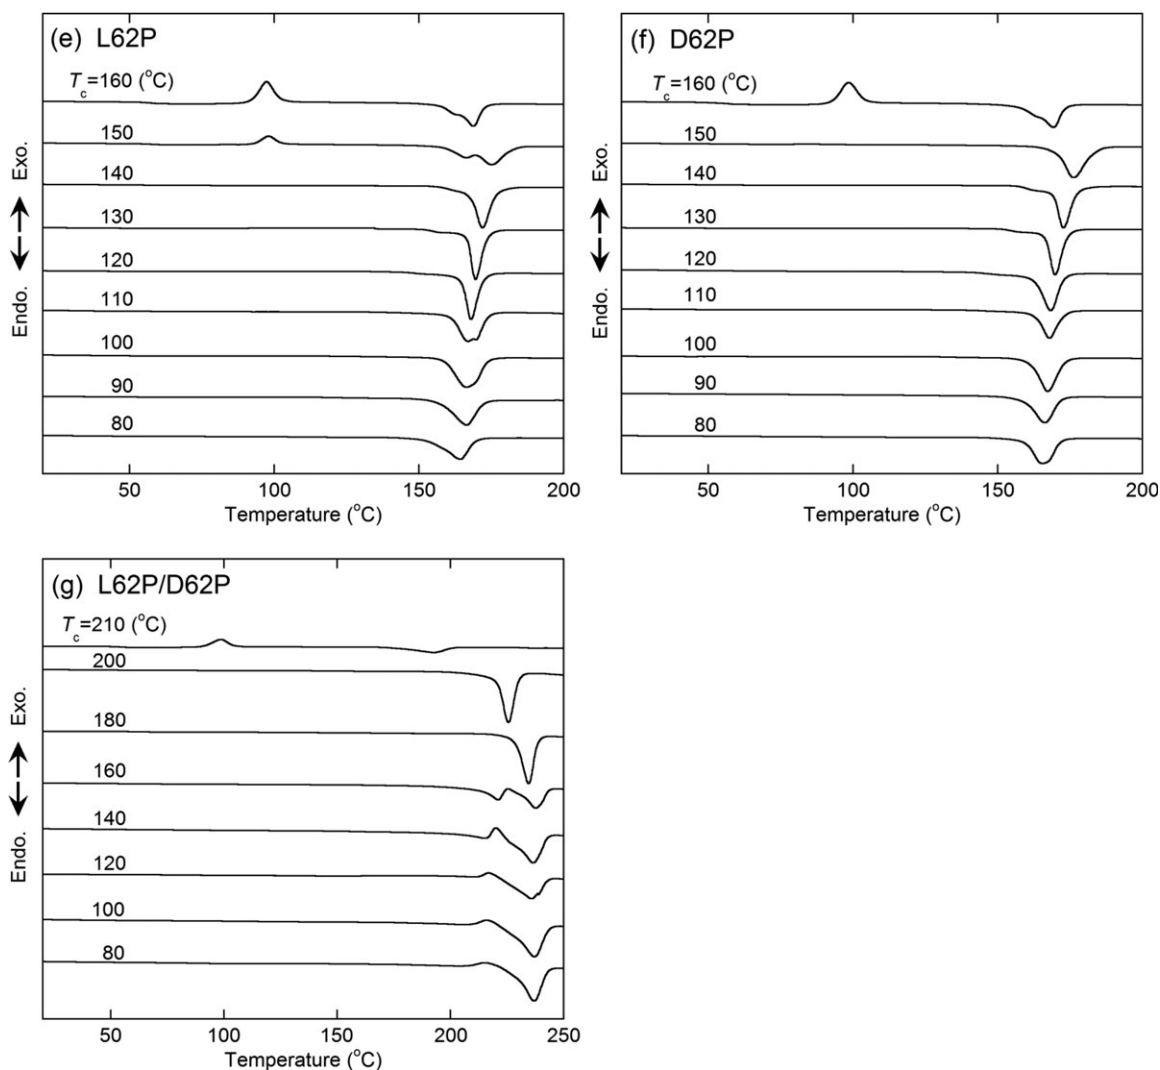 (e) L62P
Tc=160 (°C)
150
140
130
120
110
100
90
80
Exo.
Endo.
50 100 150 200
Temperature (°C)
(f) D62P
Tc=160 (°C)
150
140
130
120
110
100
90
80
Exo.
Endo.
50 100 150 200
Temperature (°C)
(g) L62P/D62P
Tc=210 (°C)
200
180
160
140
120
100
80
Exo.
Endo.
50 100 150 200 250
Temperature (°C)